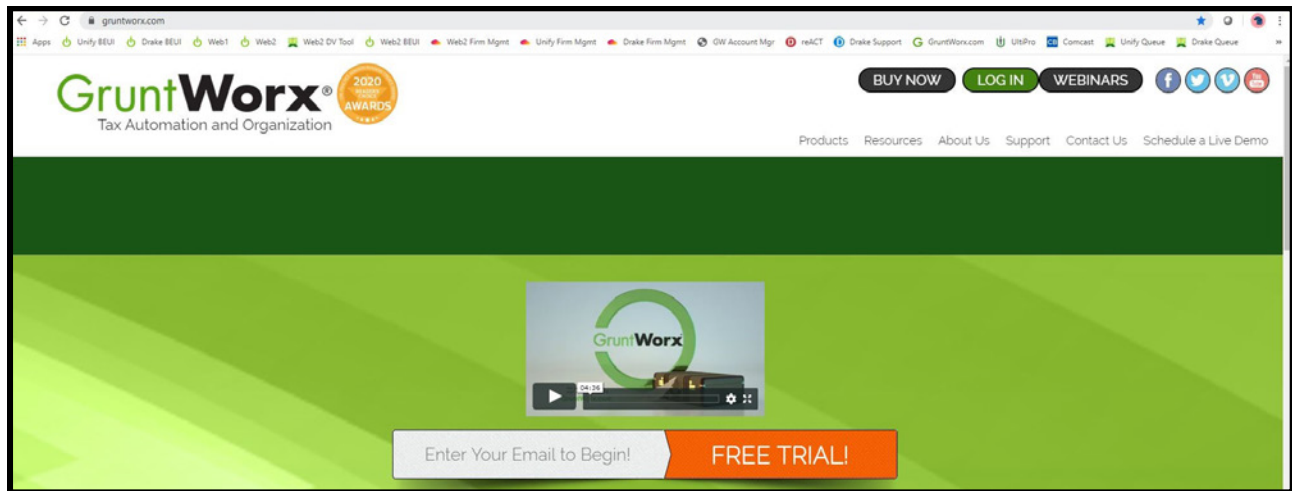 gruntworx.com
Apps Unify BEUI Drake BEUI Web1 Web2 Web2 DV Tool Web2 BEUI Web2 Firm Mgmt Unify Firm Mgmt Drake Firm Mgmt GW Account Mgr reACT Drake Support GruntWorx.com UltiPro Comcast Unify Queue Drake Queue »
GruntWorx®
Tax Automation and Organization
2020
READERS'
CHOICE
AWARDS
BUY NOW LOG IN WEBINARS
Products Resources About Us Support Contact Us Schedule a Live Demo
GruntWorx
04:36
Enter Your Email to Begin! FREE TRIAL!